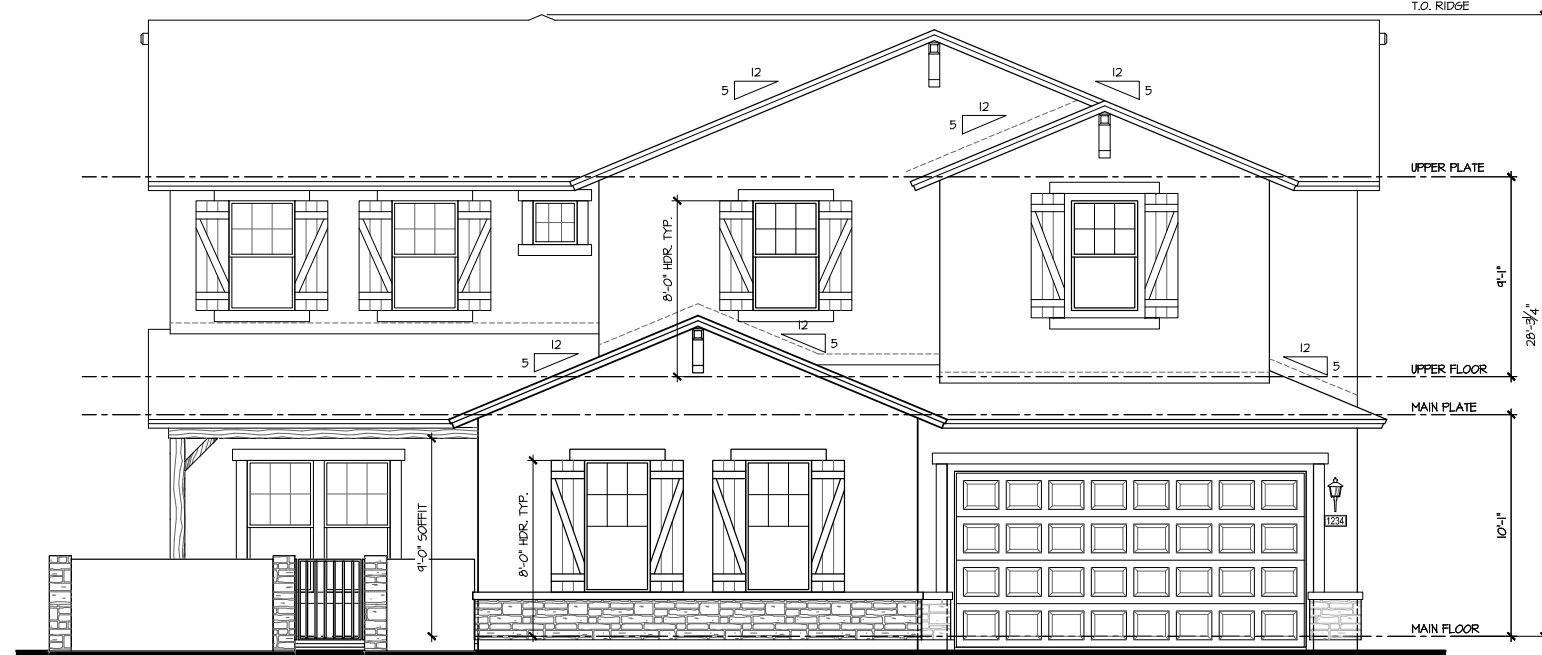 T.O. RIDGE
12
5
12
5
12
5
UPPER PLATE
8'-0" HDR. TYP.
9'-1"
28'-3/4"
12
5
12
5
12
5
UPPER FLOOR
MAIN PLATE
9'-0" SOFFIT
8'-0" HDR. TYP.
1234
10'-1"
MAIN FLOOR